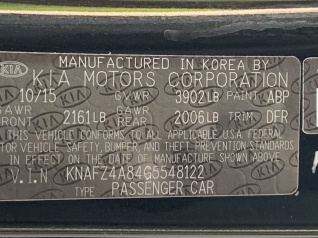 MANUFACTURED IN KOREA BY
KIA KIA MOTORS CORPORATION
10/15 GVWR 3902LB PAINT ABP
GAWR GAWR
FRONT 2161LB REAR 2006LB TRIM DFR
THIS VEHICLE CONFORMS TO ALL APPLICABLE U.S.A FEDERAL
MOTOR VEHICLE SAFETY, BUMPER, AND THEFT PREVENTION
STANDARDS IN EFFECT ON THE DATE OF MANUFACTURE SHOWN ABOVE.
V.I.N KNAFZ4A84G5548122
TYPE PASSENGER CAR